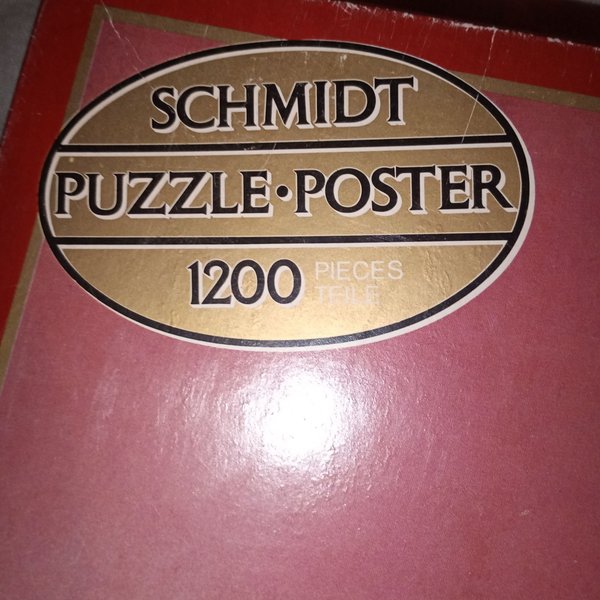 SCHMIDT
PUZZLE·POSTER
1200 PIECES
TEILE